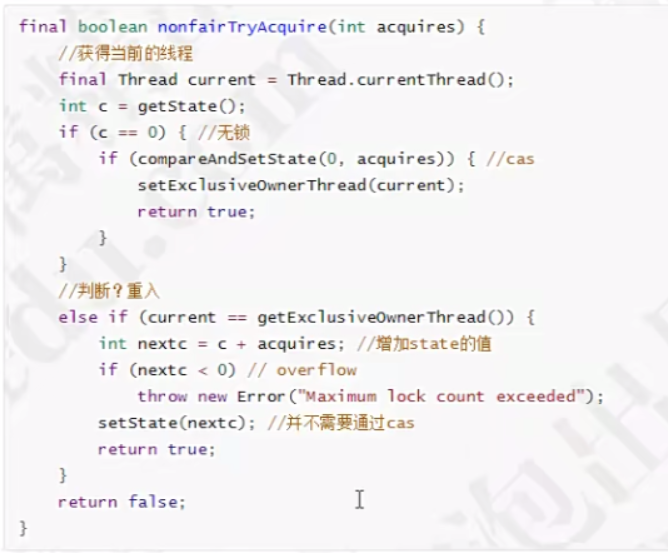 final boolean nonfairTryAcquire(int acquires) {
//获得当前的线程
final Thread current = Thread.currentThread();
int c = getState();
if (c == 0) { //无锁
if (compareAndSetState(0, acquires)) { //cas
setExclusiveOwnerThread(current);
return true;
}
}
//判断？重入
else if (current == getExclusiveOwnerThread()) {
int nextc = c + acquires; //增加state的值
if (nextc < 0) // overflow
throw new Error("Maximum lock count exceeded");
setState(nextc); //并不需要通过cas
return true;
}
return false;
}